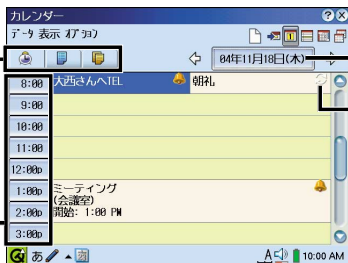 カレンダー
データ 表示 オプション
04年11月18日(木)
8:00 大西さんへTEL 朝礼
9:00
10:00
11:00
12:00p
1:00p ミーティング
(会議室)
2:00p 開始: 1:00 PM
3:00p
あ 10:00 AM